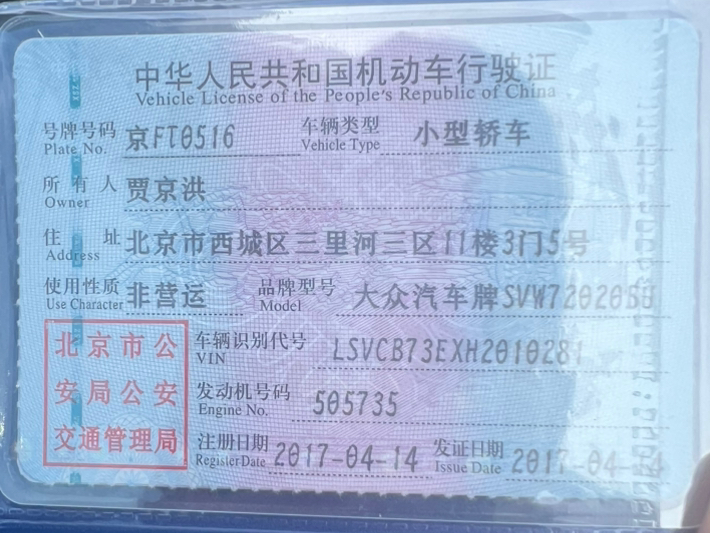 中华人民共和国机动车行驶证
Vehicle License of the People's Republic of China
号牌号码 京FT0516 车辆类型 小型轿车
Plate No. Vehicle Type
所有人 贾京洪
Owner
住址 北京市西城区三里河三区11楼3门5号
Address
使用性质 非营运 品牌型号 大众汽车牌SVW72020BU
Use Character Model
北京市公
安局公安
交通管理局
车辆识别代号 LSVCB73EXH2010281
VIN
发动机号码 505735
Engine No.
注册日期 2017-04-14 发证日期 2017-04-14
Register Date Issue Date